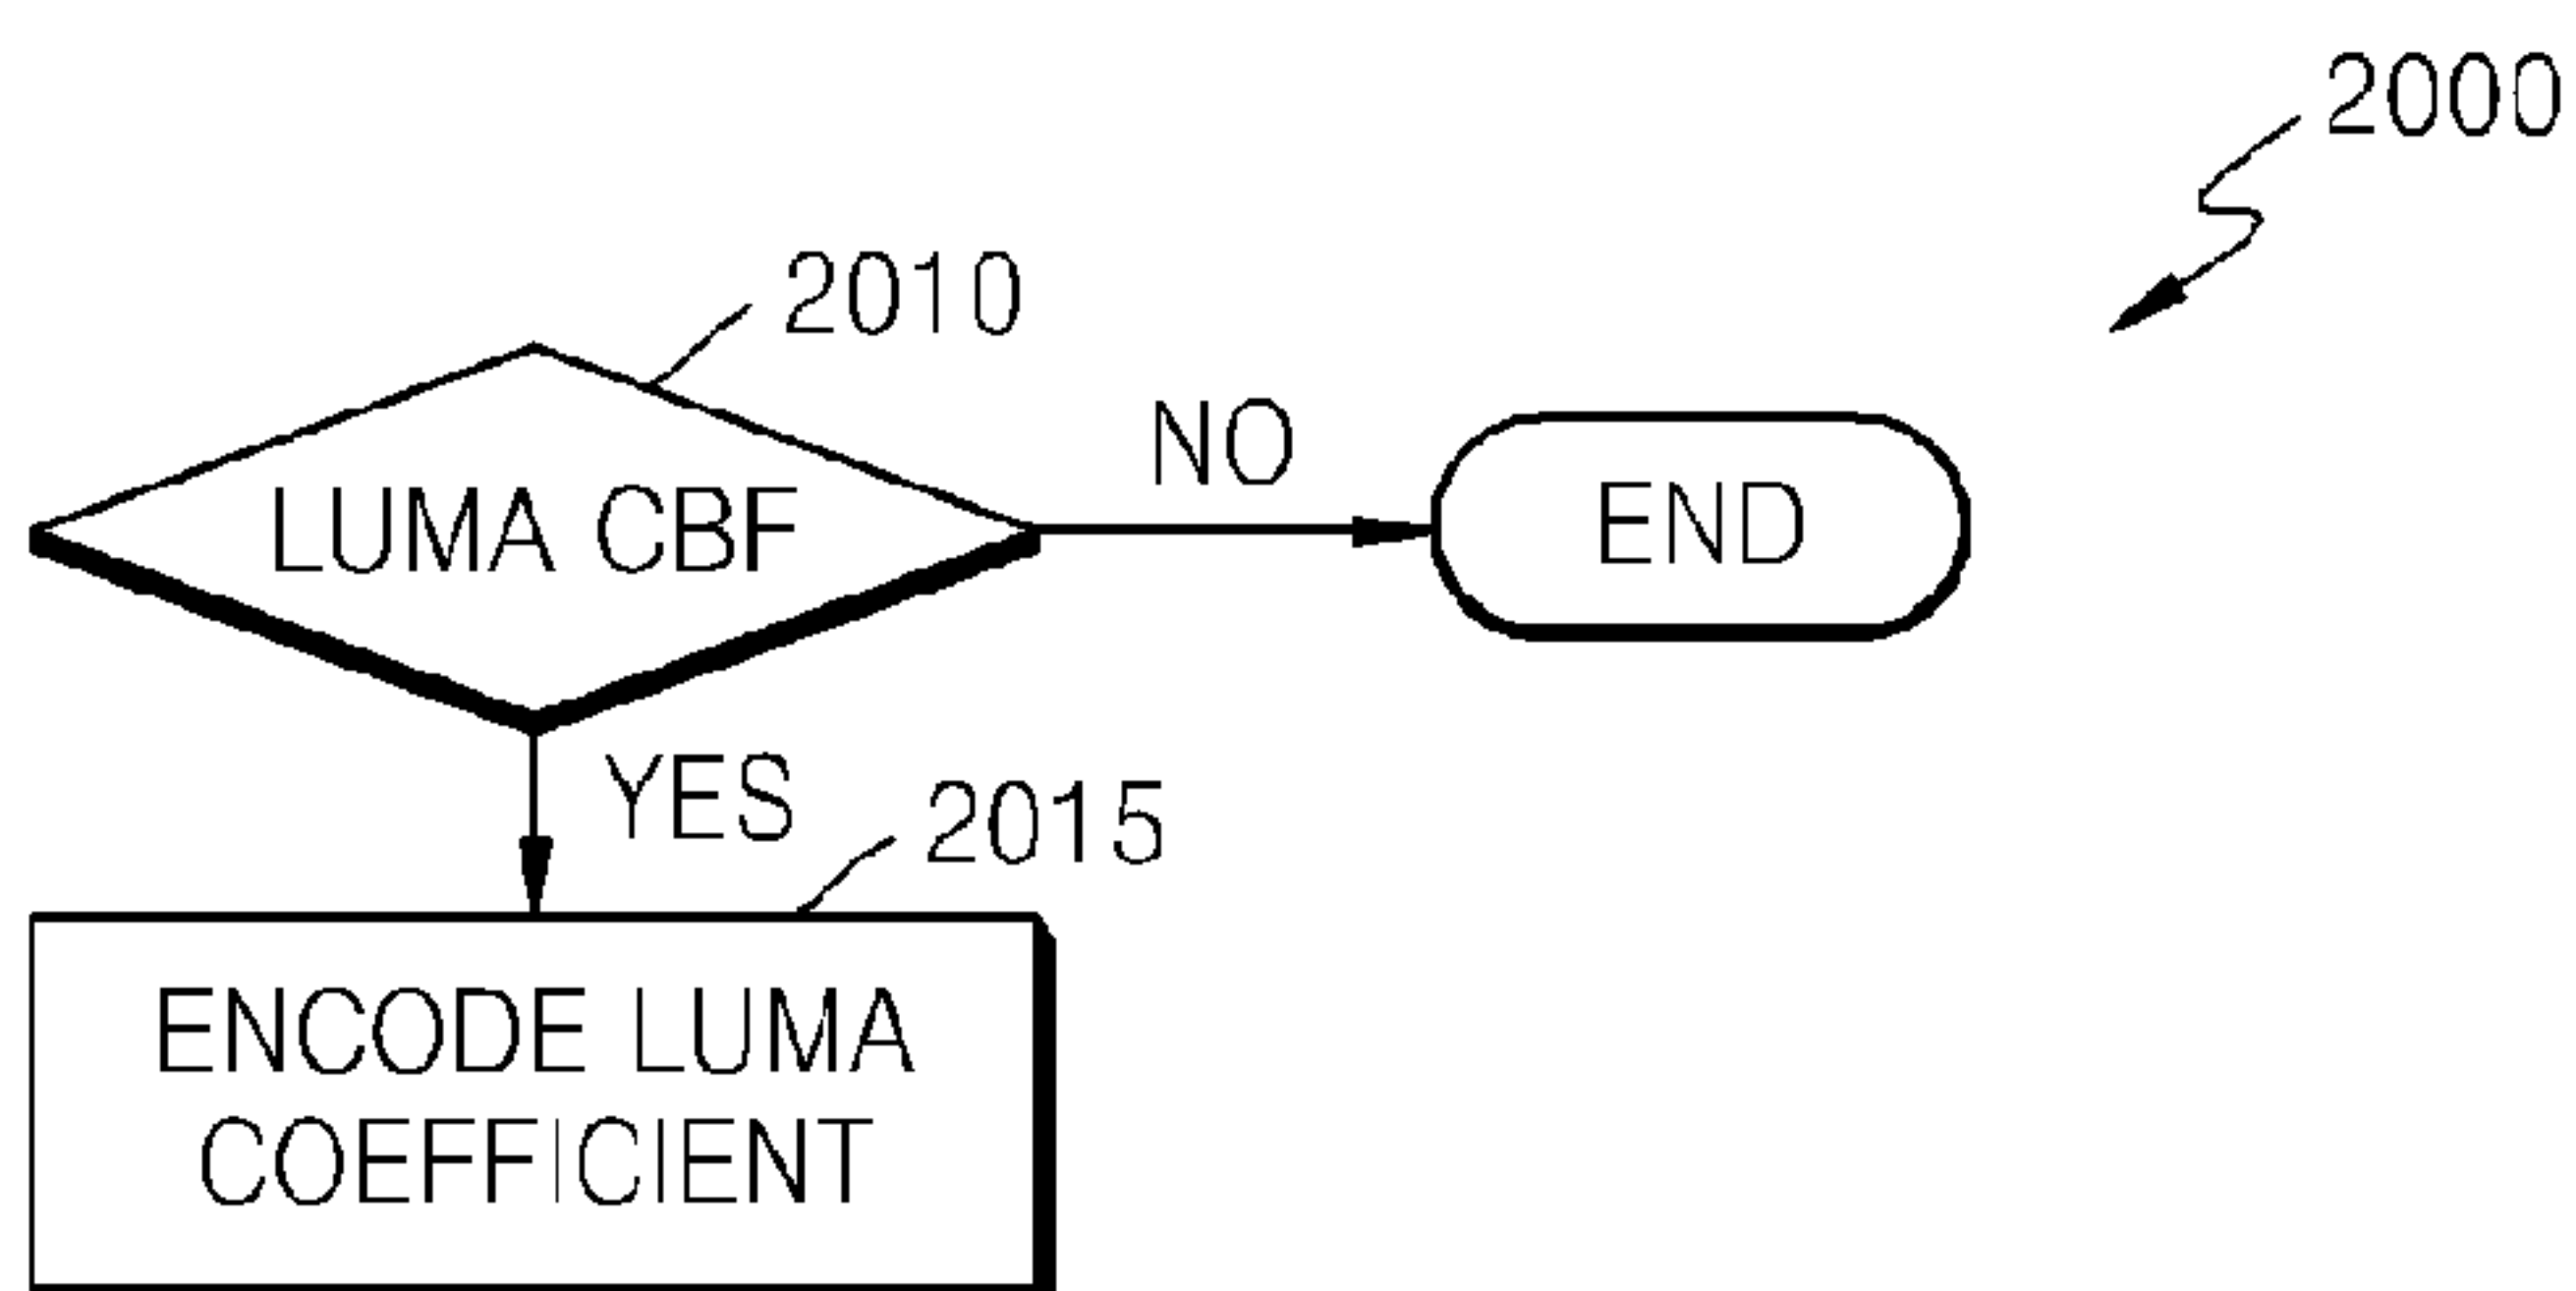 2000
2010
NO
LUMA CBF
END
YES
2015
ENCODE LUMA
COEFFICIENT